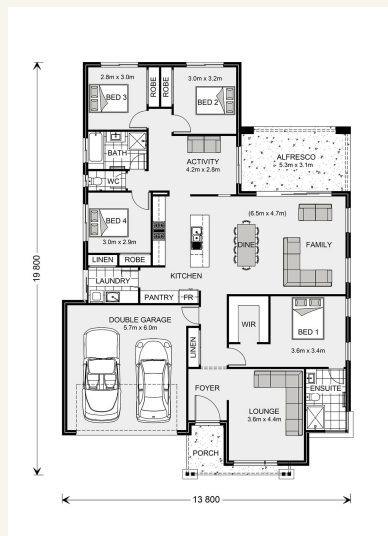 2.8m x 3.0m
ROBE
ROBE
3.0m x 3.2m
BED 3
BED 2
BATH
ACTIVITY
4.2m x 2.8m
ALFRESCO
5.3m x 3.1m
WC
BED 4
3.0m x 2.9m
(6.5m x 4.7m)
DINE
FAMILY
LINEN
ROBE
KITCHEN
LAUNDRY
PANTRY
FR
DOUBLE GARAGE
5.7m x 6.0m
WIR
BED 1
LINEN
3.6m x 3.4m
ENSUITE
FOYER
LOUNGE
3.6m x 4.4m
PORCH
19 800
13 800